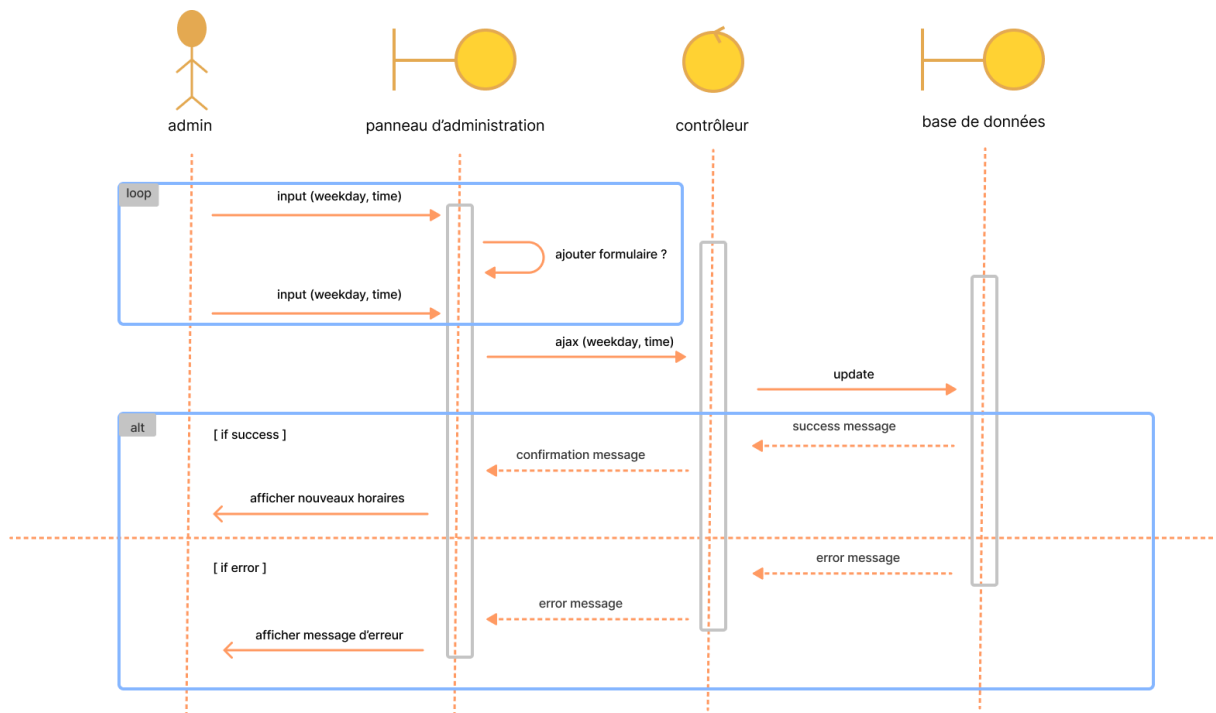 admin
panneau d'administration
contrôleur
base de données
loop
input (weekday, time)
ajouter formulaire ?
input (weekday, time)
ajax (weekday, time)
update
alt
[ if success ]
success message
confirmation message
afficher nouveaux horaires
[ if error ]
error message
error message
afficher message d'erreur